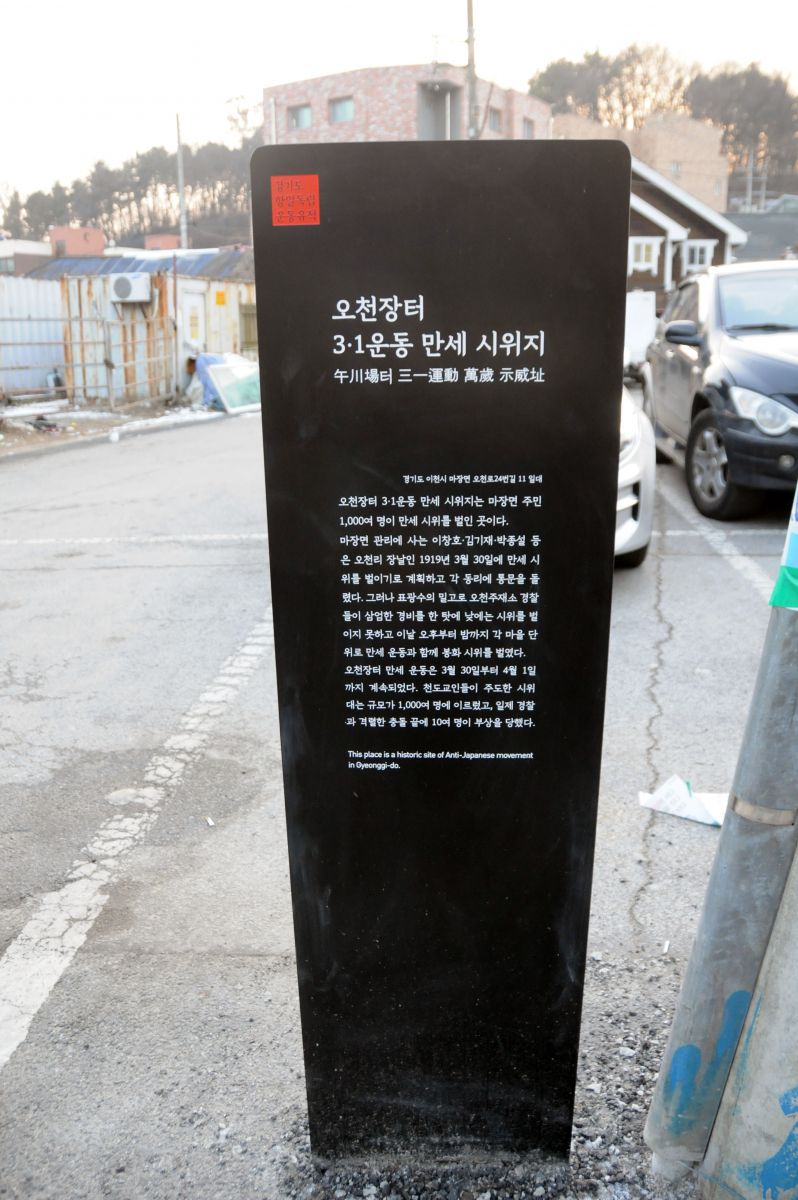 경기도
항일독립
운동유적
오천장터
3·1운동 만세 시위지
午川場터 三一運動 萬歲 示威址
경기도 이천시 마장면 오천로24번길 11 일대
오천장터 3·1운동 만세 시위지는 마장면 주민
1,000여 명이 만세 시위를 벌인 곳이다.
마장면 관리에 사는 이창호·김기재·박종설 등
은 오천리 장날인 1919년 3월 30일에 만세 시
위를 벌이기로 계획하고 각 동리에 통문을 돌
렸다. 그러나 표광수의 밀고로 오천주재소 경찰
들이 삼엄한 경비를 한 탓에 낮에는 시위를 벌
이지 못하고 이날 오후부터 밤까지 각 마을 단
위로 만세 운동과 함께 봉화 시위를 벌였다.
오천장터 만세 운동은 3월 30일부터 4월 1일
까지 계속되었다. 천도교인들이 주도한 시위
대는 규모가 1,000여 명에 이르렀고, 일제 경찰
과 격렬한 충돌 끝에 10여 명이 부상을 당했다.
This place is a historic site of Anti-Japanese movement
in Gyeonggi-do.